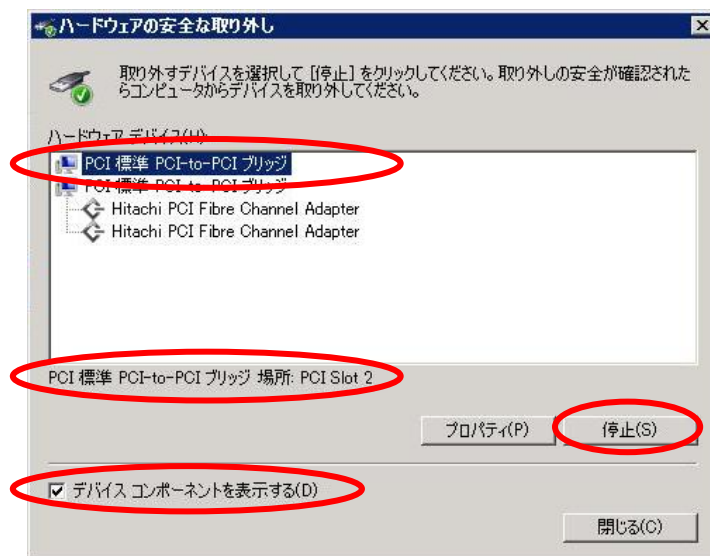 ハードウェアの安全な取り外し
取り外すデバイスを選択して [停止] をクリックしてください。取り外しの安全が確認された
らコンピュータからデバイスを取り外してください。
ハードウェア デバイス(H):
PCI 標準 PCI-to-PCI ブリッジ
PCI 標準 PCI-to-PCI ブリッジ
Hitachi PCI Fibre Channel Adapter
Hitachi PCI Fibre Channel Adapter
PCI 標準 PCI-to-PCI ブリッジ 場所: PCI Slot 2
プロパティ(P)
停止(S)
デバイス コンポーネントを表示する(D)
閉じる(C)